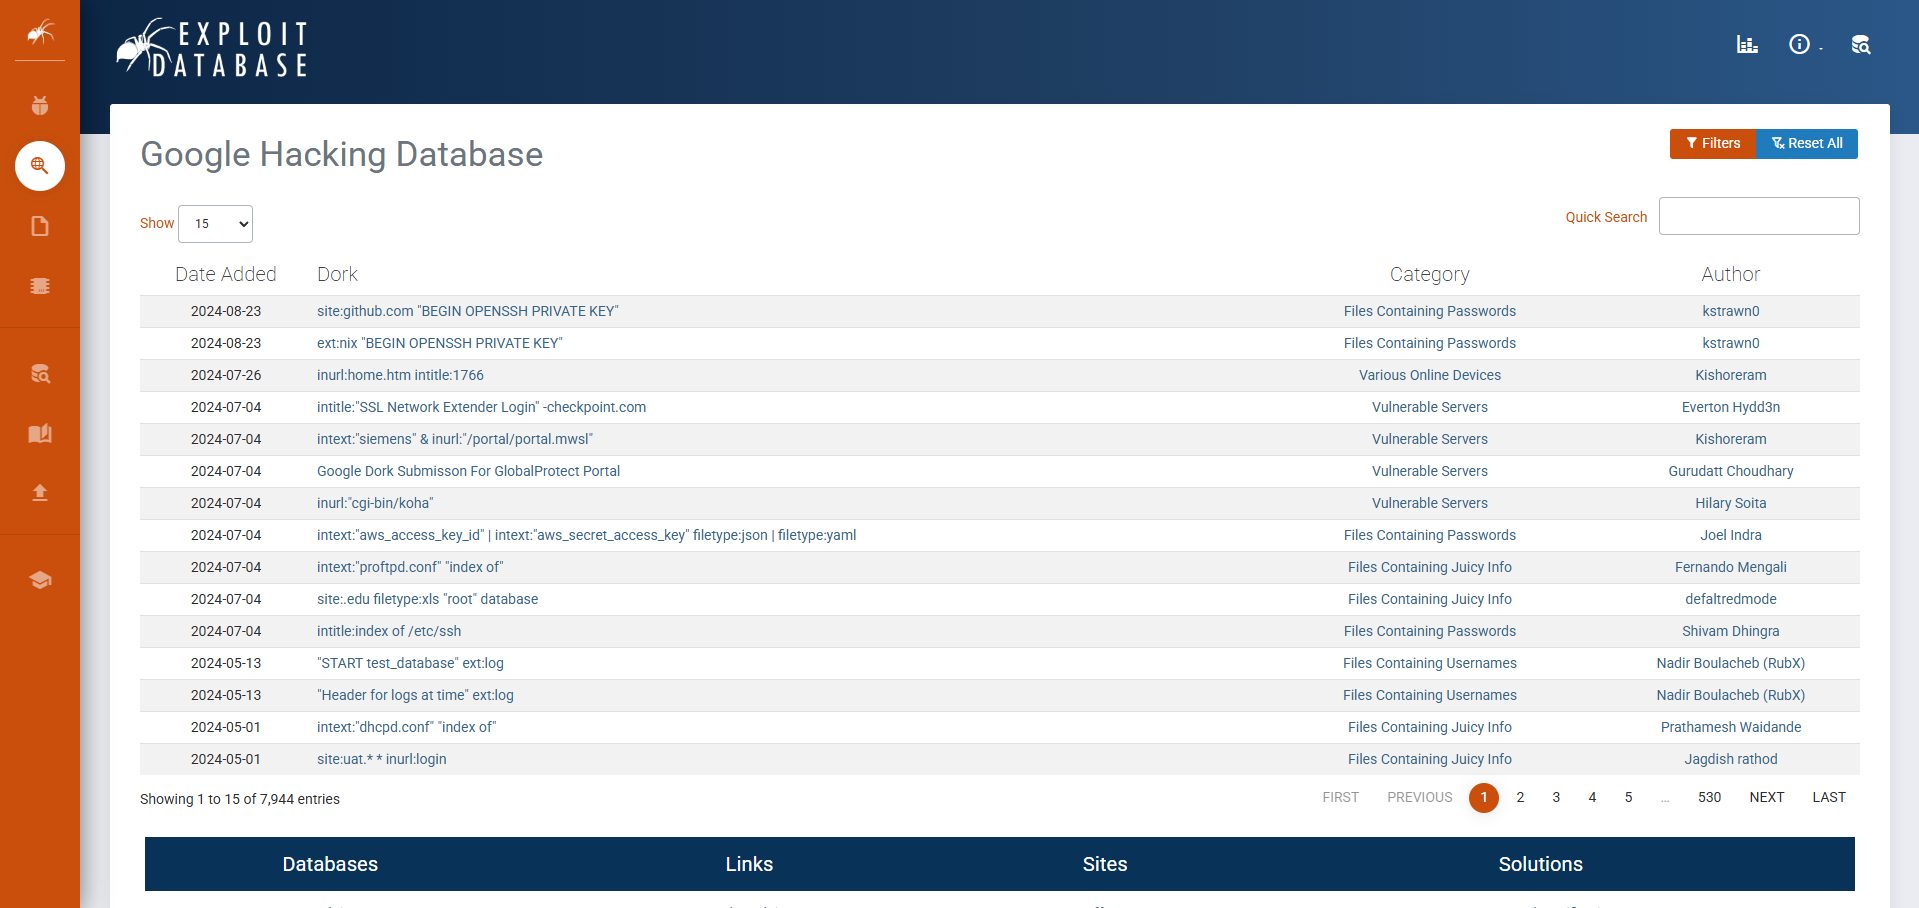 EXPLOIT
DATABASE
Google Hacking Database
Filters
Reset All
Show 15
Quick Search
Date Added Dork Category Author
2024-08-23 site:github.com "BEGIN OPENSSH PRIVATE KEY" Files Containing Passwords kstrawn0
2024-08-23 ext:nix "BEGIN OPENSSH PRIVATE KEY" Files Containing Passwords kstrawn0
2024-07-26 inurl:home.htm intitle:1766 Various Online Devices Kishoreram
2024-07-04 intitle:"SSL Network Extender Login" -checkpoint.com Vulnerable Servers Everton Hydd3n
2024-07-04 intext:"siemens" & inurl:"/portal/portal.mwsl" Vulnerable Servers Kishoreram
2024-07-04 Google Dork Submisson For GlobalProtect Portal Vulnerable Servers Gurudatt Choudhary
2024-07-04 inurl:"cgi-bin/koha" Vulnerable Servers Hilary Soita
2024-07-04 intext:"aws_access_key_id" | intext:"aws_secret_access_key" filetype:json | filetype:yaml Files Containing Passwords Joel Indra
2024-07-04 intext:"proftpd.conf" "index of" Files Containing Juicy Info Fernando Mengali
2024-07-04 site:.edu filetype:xls "root" database Files Containing Juicy Info defaltredmode
2024-07-04 intitle:index of /etc/ssh Files Containing Passwords Shivam Dhingra
2024-05-13 "START test_database" ext:log Files Containing Usernames Nadir Boulacheb (RubX)
2024-05-13 "Header for logs at time" ext:log Files Containing Usernames Nadir Boulacheb (RubX)
2024-05-01 intext:"dhcpd.conf" "index of" Files Containing Juicy Info Prathamesh Waidande
2024-05-01 site:uat.* * inurl:login Files Containing Juicy Info Jagdish rathod
Showing 1 to 15 of 7,944 entries
FIRST PREVIOUS 1 2 3 4 5 … 530 NEXT LAST
Databases Links Sites Solutions